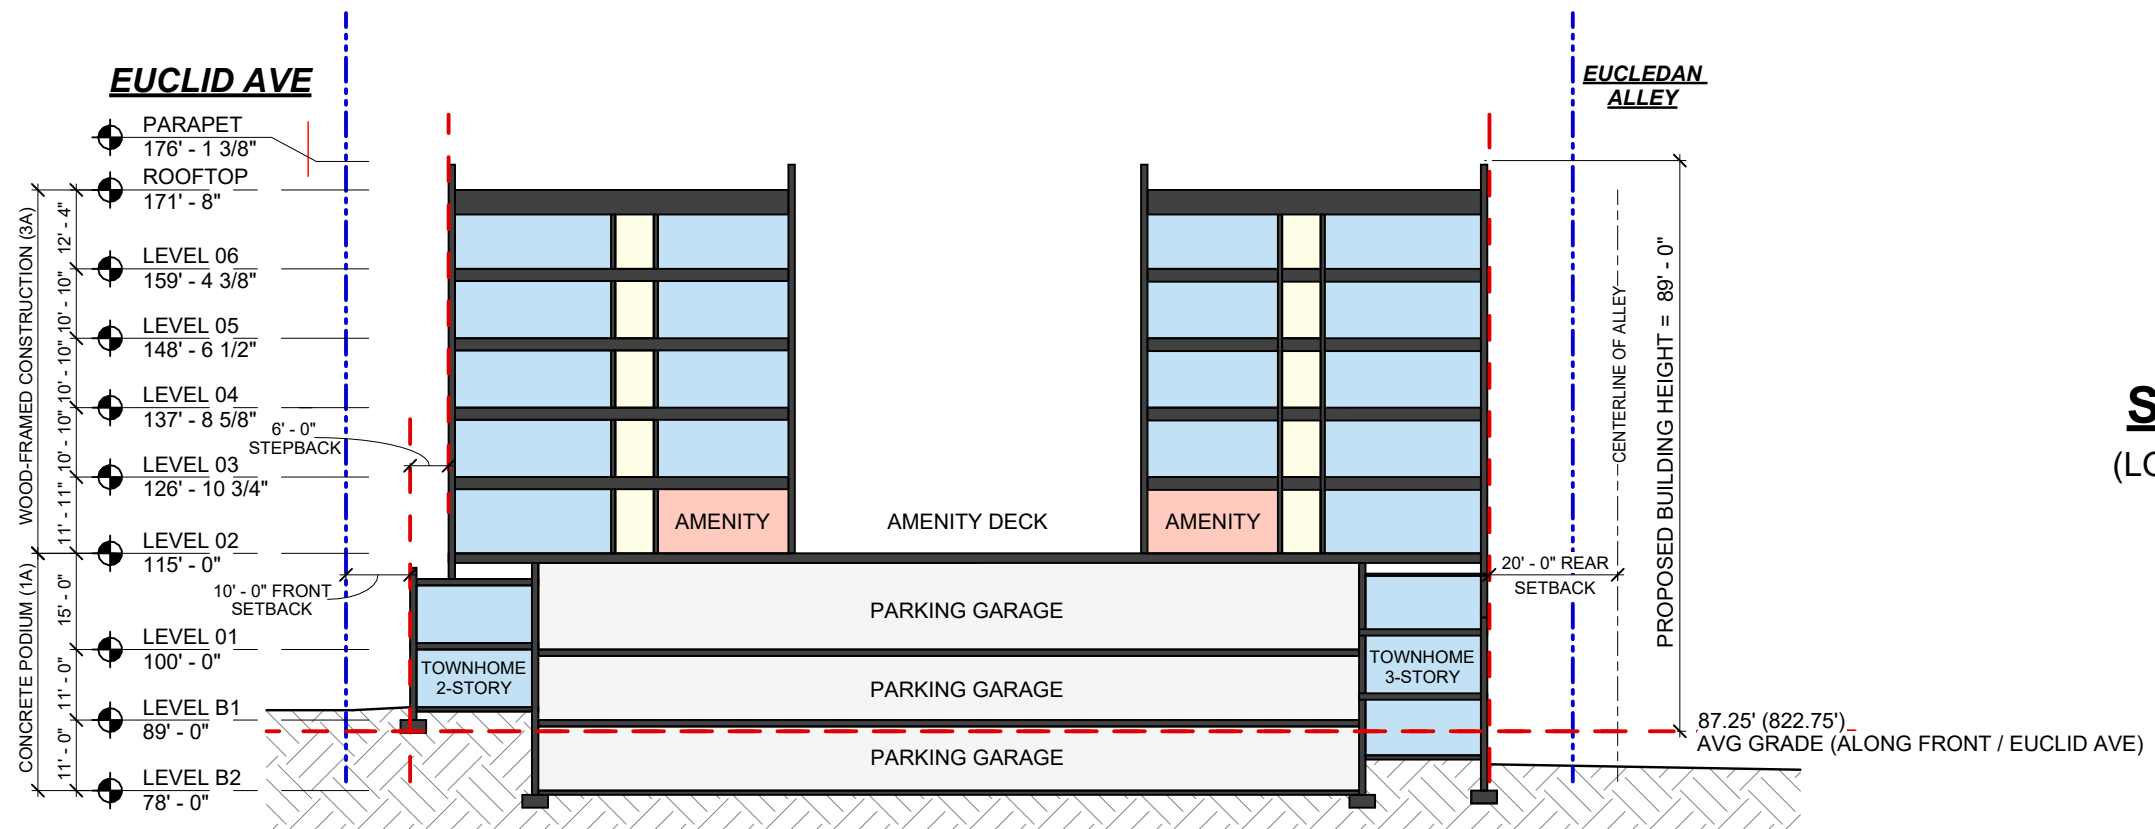 EUCLID AVE
EUCLEDAN
ALLEY
PARAPET
176' - 1 3/8"
ROOFTOP
171' - 8"
LEVEL 06
159' - 4 3/8"
LEVEL 05
148' - 6 1/2"
LEVEL 04
137' - 8 5/8"
LEVEL 03
126' - 10 3/4"
LEVEL 02
115' - 0"
LEVEL 01
100' - 0"
LEVEL B1
89' - 0"
LEVEL B2
78' - 0"
WOOD-FRAMED CONSTRUCTION (3A)
CONCRETE PODIUM (1A)
12' - 4"
10' - 10"
10' - 10"
10' - 10"
11' - 11"
15' - 0"
11' - 0"
11' - 0"
6' - 0"
STEPBACK
10' - 0" FRONT
SETBACK
AMENITY
AMENITY DECK
AMENITY
PARKING GARAGE
PARKING GARAGE
PARKING GARAGE
TOWNHOME
2-STORY
TOWNHOME
3-STORY
20' - 0" REAR
SETBACK
CENTERLINE OF ALLEY
PROPOSED BUILDING HEIGHT = 89' - 0"
87.25' (822.75')
AVG GRADE (ALONG FRONT / EUCLID AVE)
S
(LO